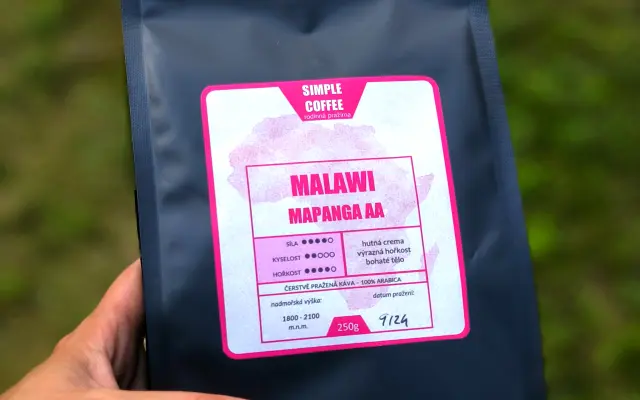 SIMPLE
COFFEE
rodinná pražírna
MALAWI
MAPANGA AA
SÍLA
KYSELOST
HOŘKOST
hutná crema
výrazná hořkost
bohaté tělo
ČERSTVĚ PRAŽENÁ KÁVA - 100% ARABICA
nadmořská výška:
1800 - 2100
m.n.m.
datum pražení:
9/24
250g